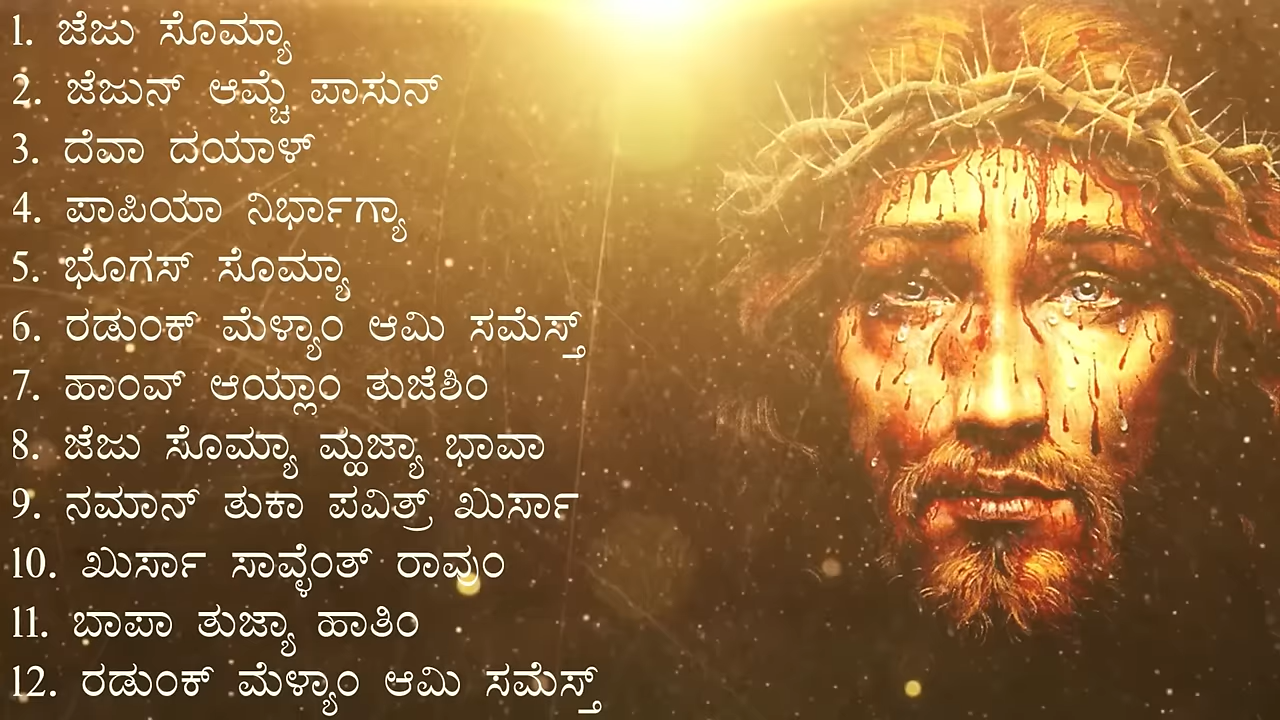 1. ಜೆಜು ಸೊಮ್ಯಾ
2. ಜೆಜುನ್ ಆಮ್ಚೆ ಪಾಸುನ್
3. ದೆವಾ ದಯಾಳ್
4. ಪಾಪಿಯಾ ನಿರ್ಭಾಗ್ಯಾ
5. ಭೊಗಸ್ ಸೊಮ್ಯಾ
6. ರಡುಂಕ್ ಮೆಳ್ಯಾಂ ಆಮಿ ಸಮೆಸ್ತ್
7. ಹಾಂವ್ ಆಯ್ಲಾಂ ತುಜೆಶಿಂ
8. ಜೆಜು ಸೊಮ್ಯಾ ಮ್ಹಜ್ಯಾ ಭಾವಾ
9. ನಮಾನ್ ತುಕಾ ಪವಿತ್ರ್ ಖುರ್ಸಾ
10. ಖುರ್ಸಾ ಸಾವ್ಳೆಂತ್ ರಾವುಂ
11. ಬಾಪಾ ತುಜ್ಯಾ ಹಾತಿಂ
12. ರಡುಂಕ್ ಮೆಳ್ಯಾಂ ಆಮಿ ಸಮೆಸ್ತ್